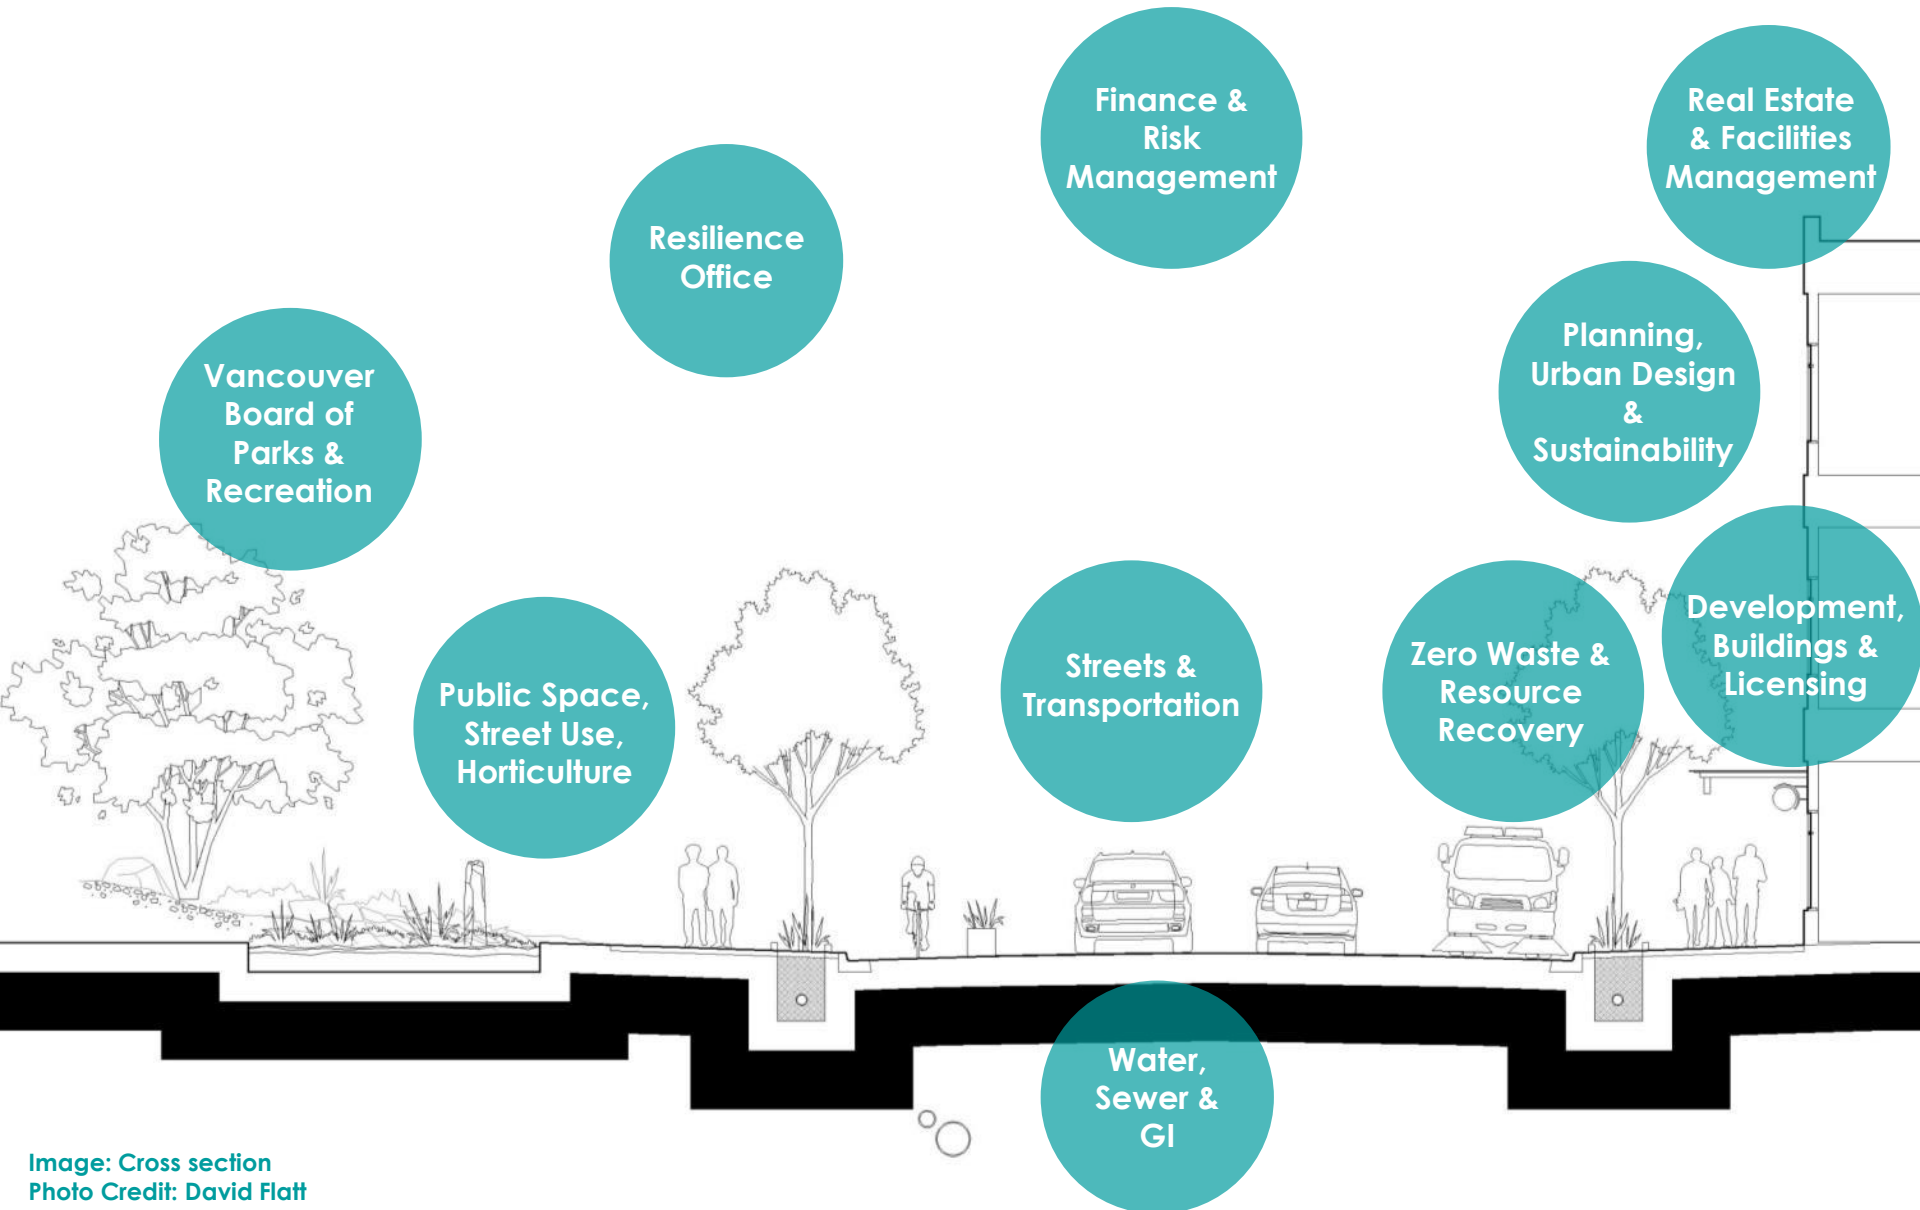 Finance &
Risk
Management
Real Estate
& Facilities
Management
Resilience
Office
Planning,
Urban Design
&
Sustainability
Vancouver
Board of
Parks &
Recreation
Development,
Buildings &
Licensing
Public Space,
Street Use,
Horticulture
Streets &
Transportation
Zero Waste &
Resource
Recovery
Water,
Sewer &
GI
Image: Cross section
Photo Credit: David Flatt